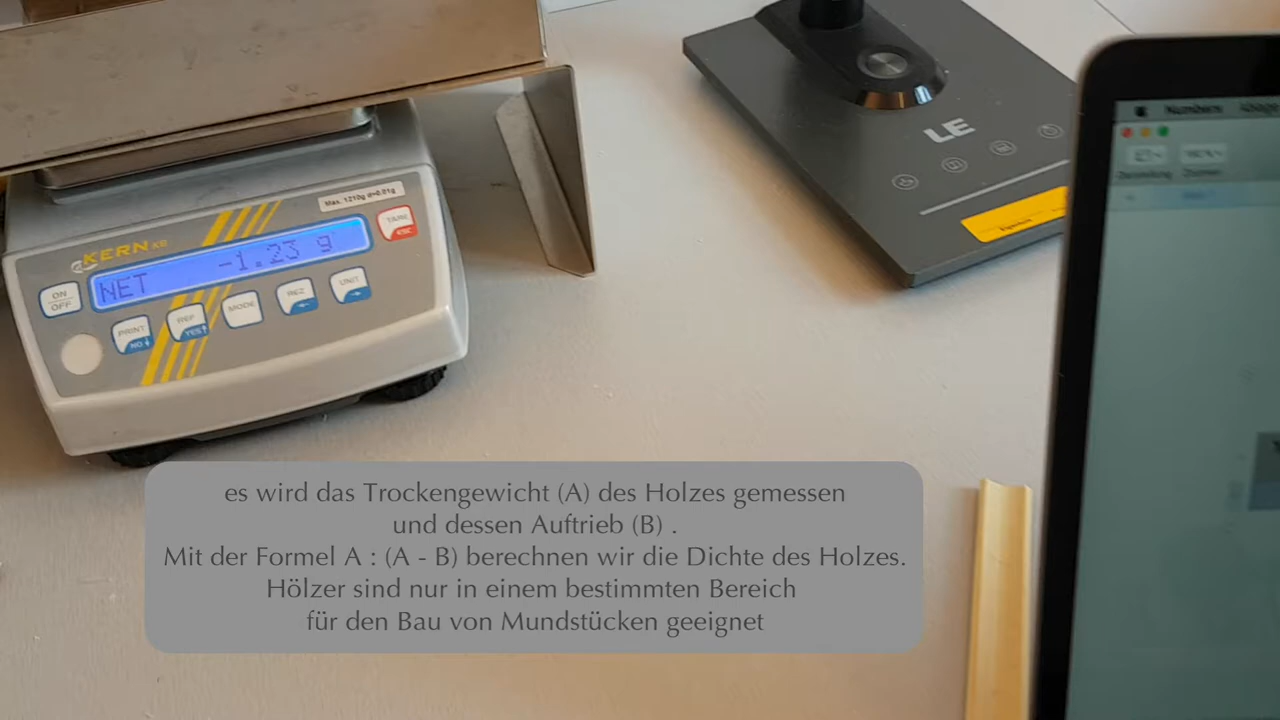 Numbers
LE
Max. 1210g d=0.01g
KERN
TARE
ESC
NET -1.23 g
ON
OFF
PRINT
NO
REF
YES
MODE
REZ
UNIT
es wird das Trockengewicht (A) des Holzes gemessen
und dessen Auftrieb (B) .
Mit der Formel A : (A - B) berechnen wir die Dichte des Holzes.
Hölzer sind nur in einem bestimmten Bereich
für den Bau von Mundstücken geeignet